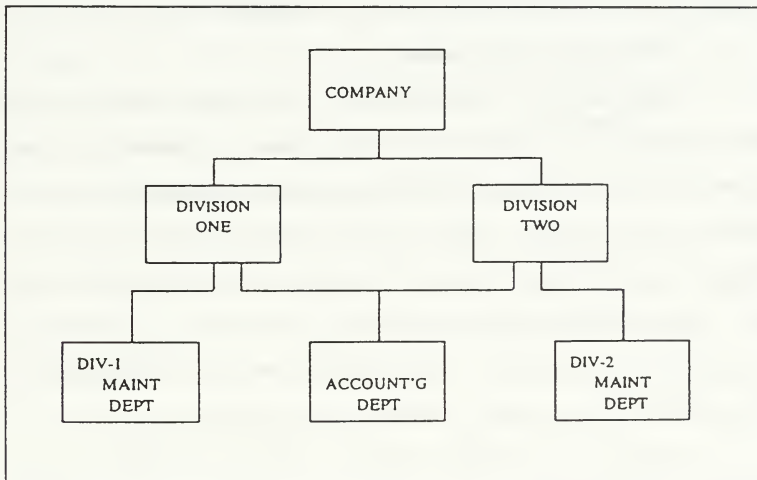 COMPANY
DIVISION
ONE
DIVISION
TWO
DIV-1
MAINT
DEPT
ACCOUNT'G
DEPT
DIV-2
MAINT
DEPT